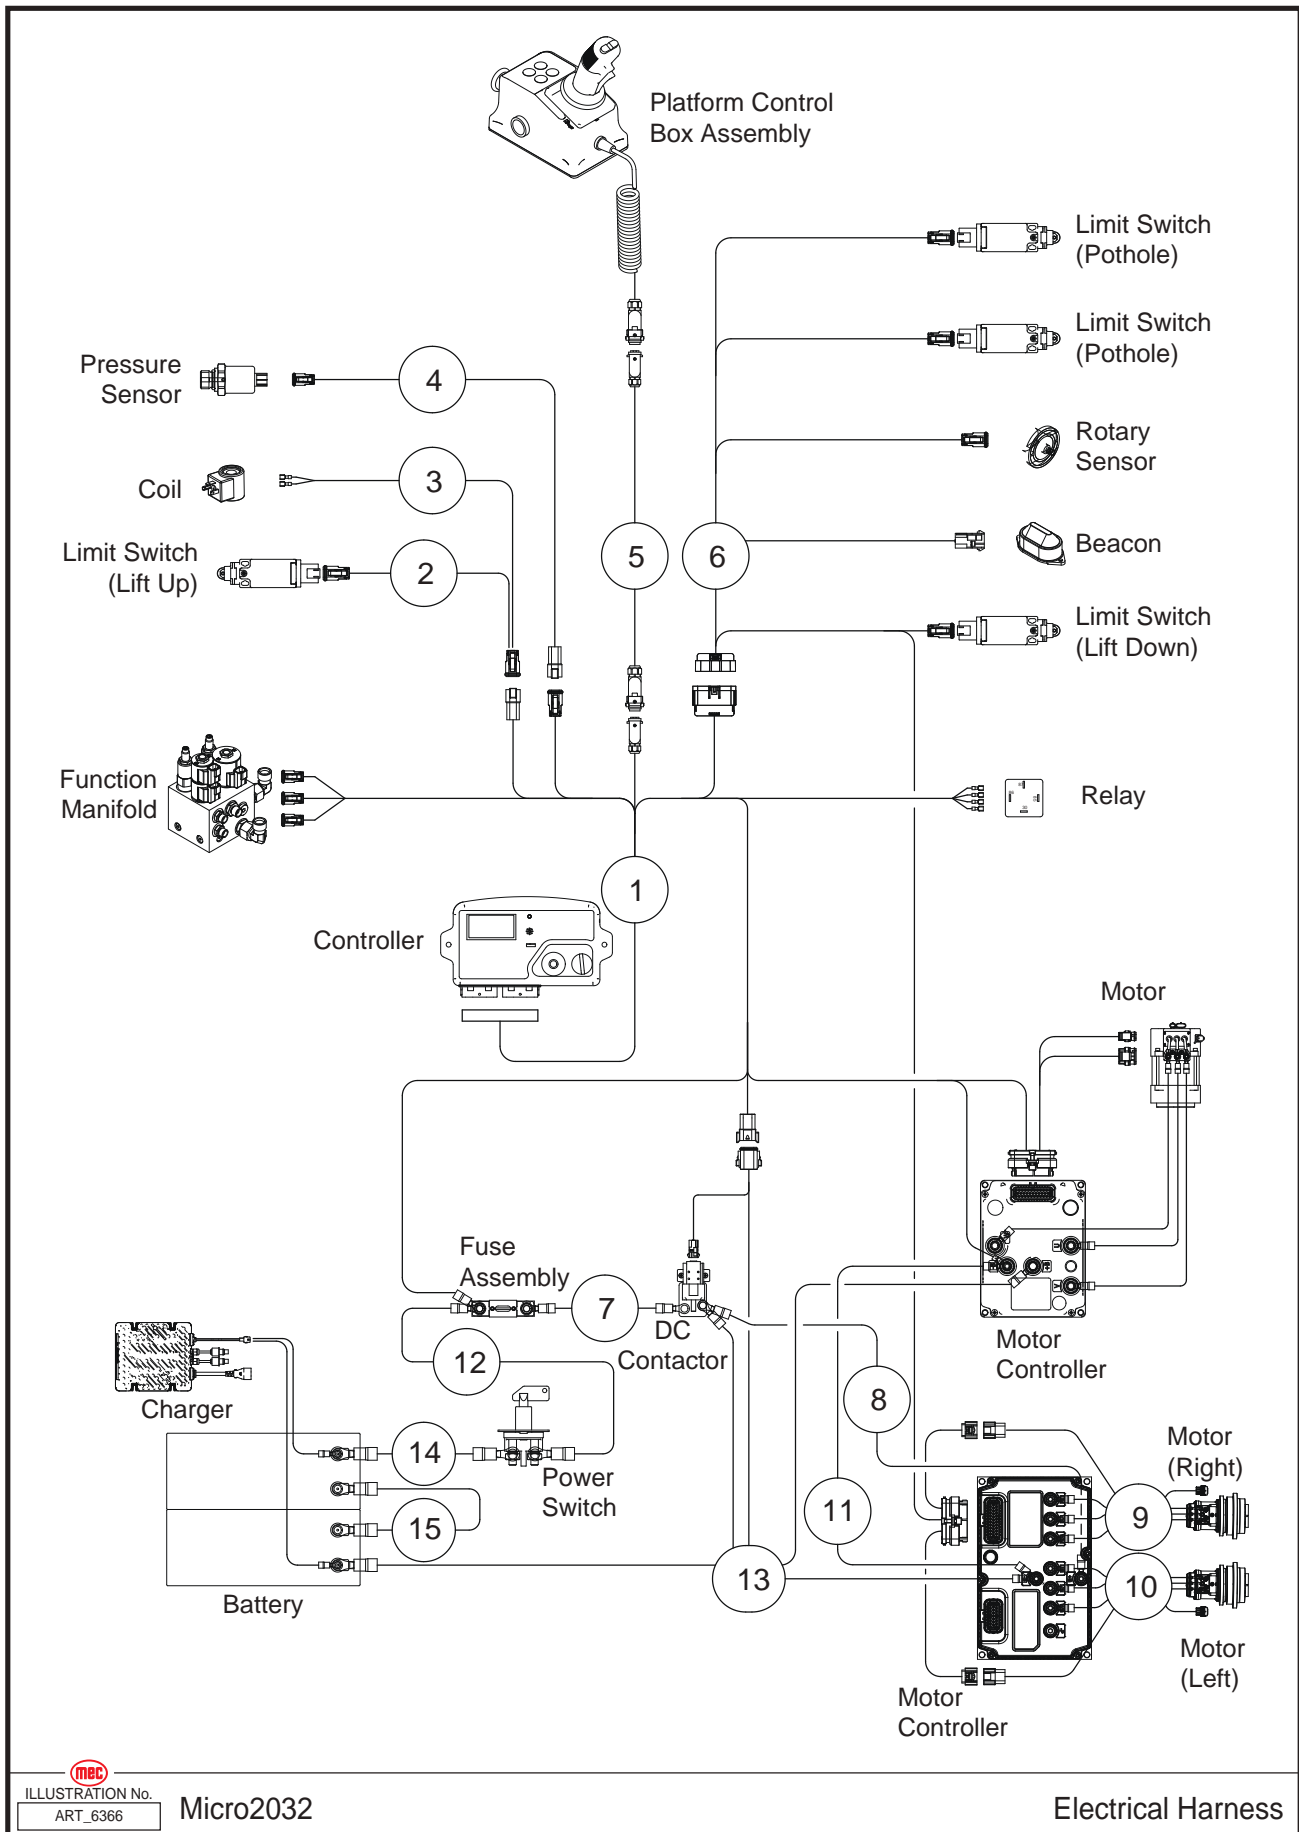 Platform Control
Box Assembly
Limit Switch
(Pothole)
Limit Switch
(Pothole)
Pressure
Sensor
4
Rotary
Sensor
Coil
3
Limit Switch
(Lift Up)
2
5
6
Beacon
Limit Switch
(Lift Down)
Function
Manifold
Relay
1
Controller
Motor
Fuse
Assembly
7
DC
Contactor
Motor
Controller
12
8
Charger
14
Power
Switch
Motor
(Right)
15
11
9
13
10
Battery
Motor
(Left)
Motor
Controller
mec
ILLUSTRATION No.
ART_6366
Micro2032
Electrical Harness